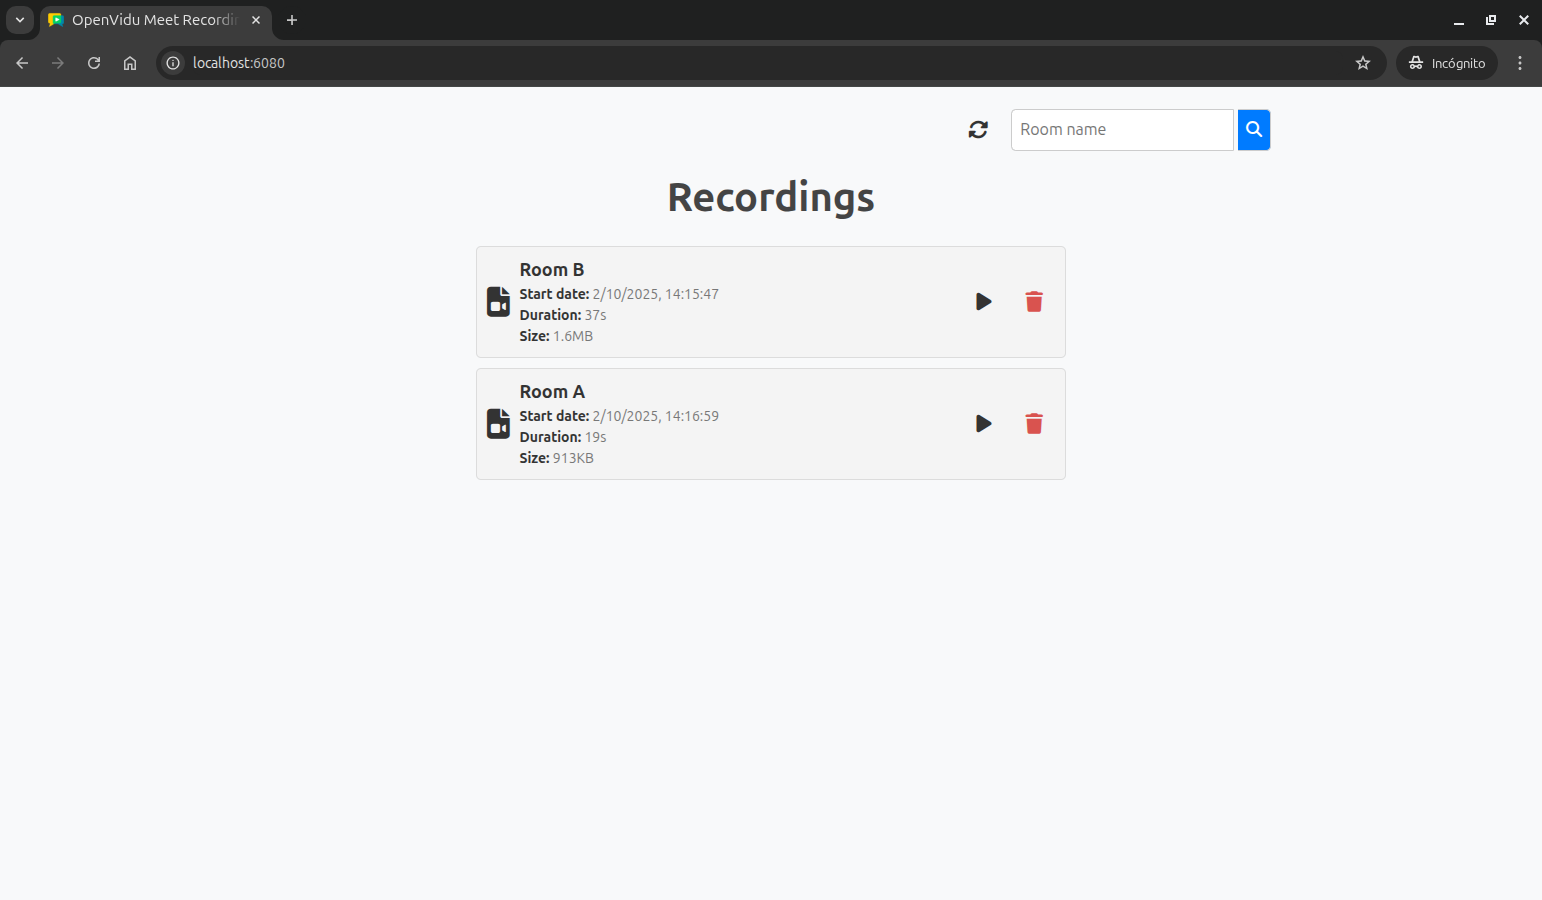 OpenVidu Meet Recordin
localhost:6080
Incógnito
Room name
Recordings
Room B
Start date: 2/10/2025, 14:15:47
Duration: 37s
Size: 1.6MB
Room A
Start date: 2/10/2025, 14:16:59
Duration: 19s
Size: 913KB